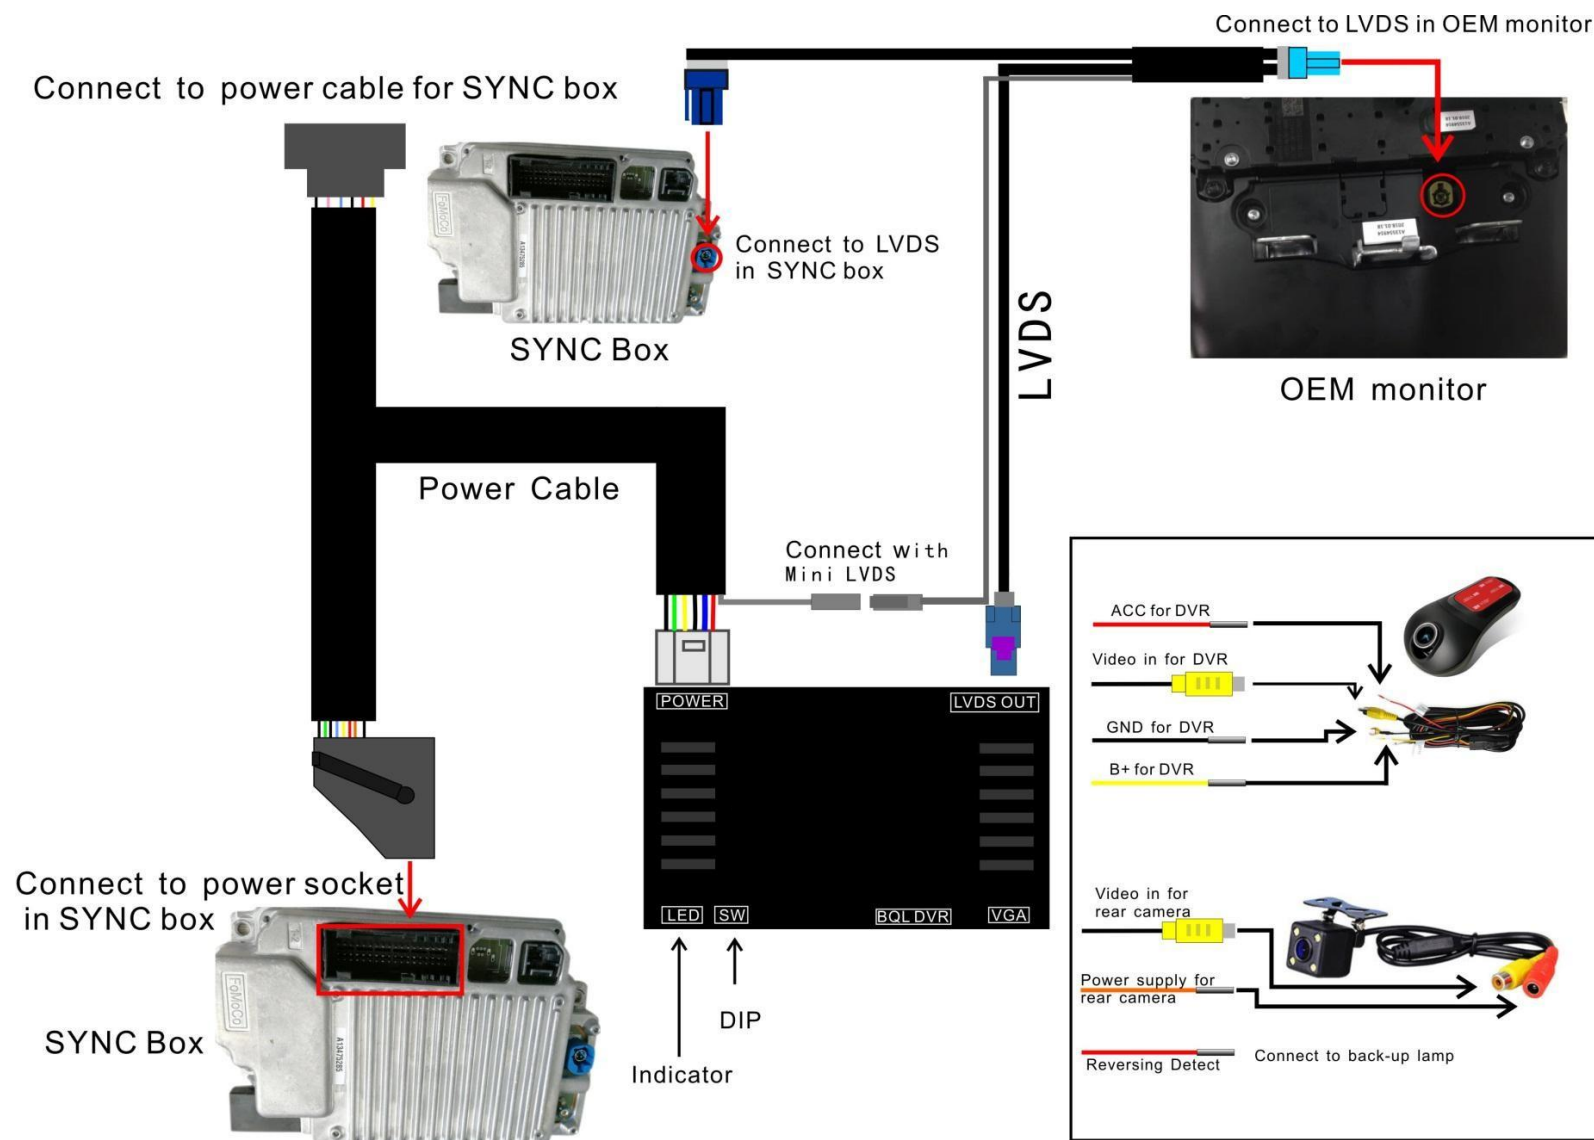 Connect to LVDS in OEM monitor
Connect to power cable for SYNC box
FoMoCo
A1347528S
Connect to LVDS
in SYNC box
SYNC Box
LVDS
OEM monitor
Power Cable
Connect with
Mini LVDS
POWER
LVDS OUT
LED
SW
BQL DVR
VGA
DIP
Indicator
Connect to power socket
in SYNC box
FoMoCo
A1347528S
SYNC Box
ACC for DVR
Video in for DVR
GND for DVR
B+ for DVR
Video in for
rear camera
Power supply for
rear camera
Reversing Detect
Connect to back-up lamp